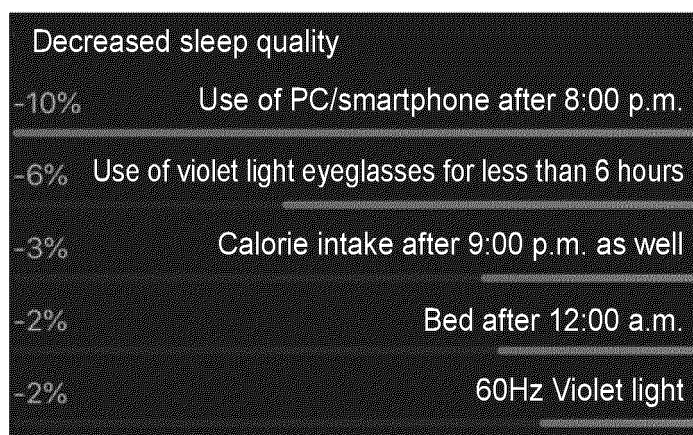 Decreased sleep quality
-10% Use of PC/smartphone after 8:00 p.m.
-6% Use of violet light eyeglasses for less than 6 hours
-3% Calorie intake after 9:00 p.m. as well
-2% Bed after 12:00 a.m.
-2% 60Hz Violet light